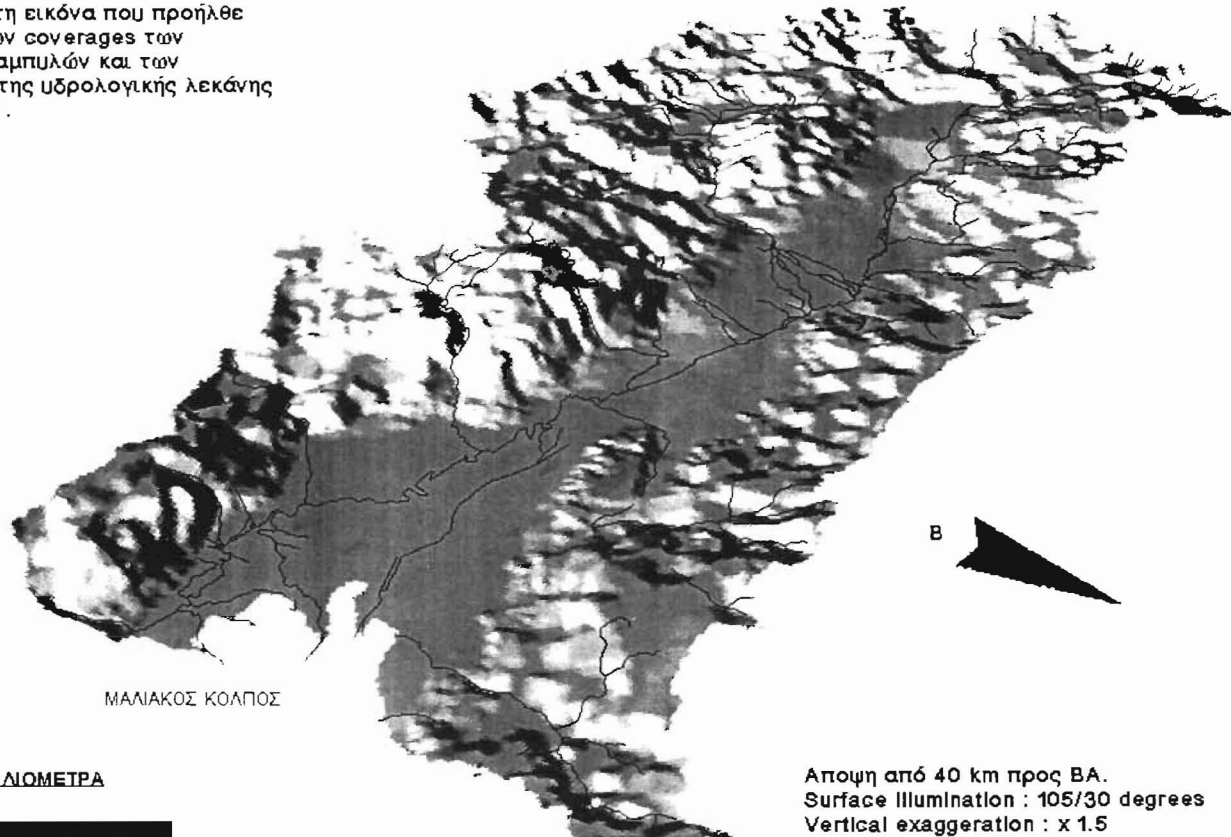 τη εικόνα που προήλθε
ων coverages των
αμπυλών και των
της υδρολογικής λεκάνης
.
Β
ΜΑΛΙΑΚΟΣ ΚΟΛΠΟΣ
ΛΙΟΜΕΤΡΑ
Αποψη από 40 km προς ΒΑ.
Surface Illumination : 105/30 degrees
Vertical exaggeration : x 1.5